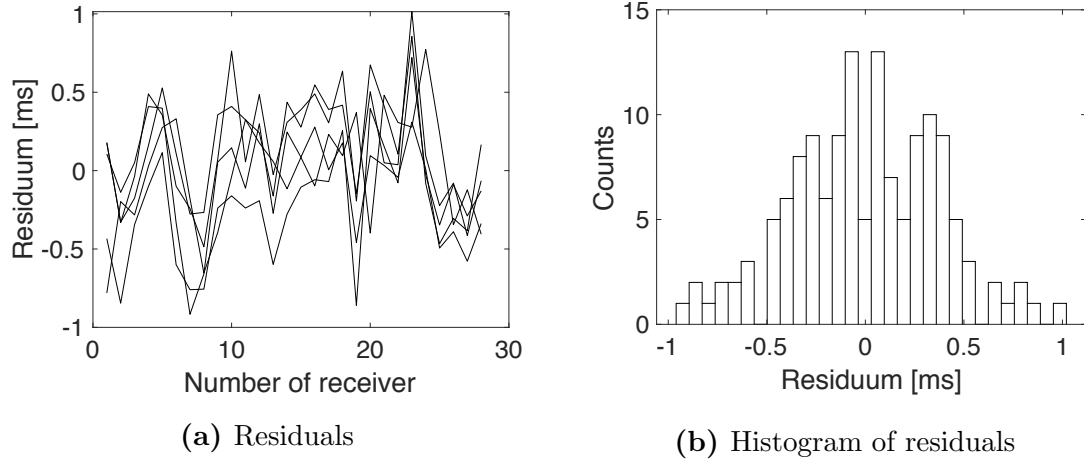 1
0.5
0
-0.5
-1
Residuum [ms]
0 10 20 30
Number of receiver
(a) Residuals
15
10
5
0
Counts
-1 -0.5 0 0.5 1
Residuum [ms]
(b) Histogram of residuals